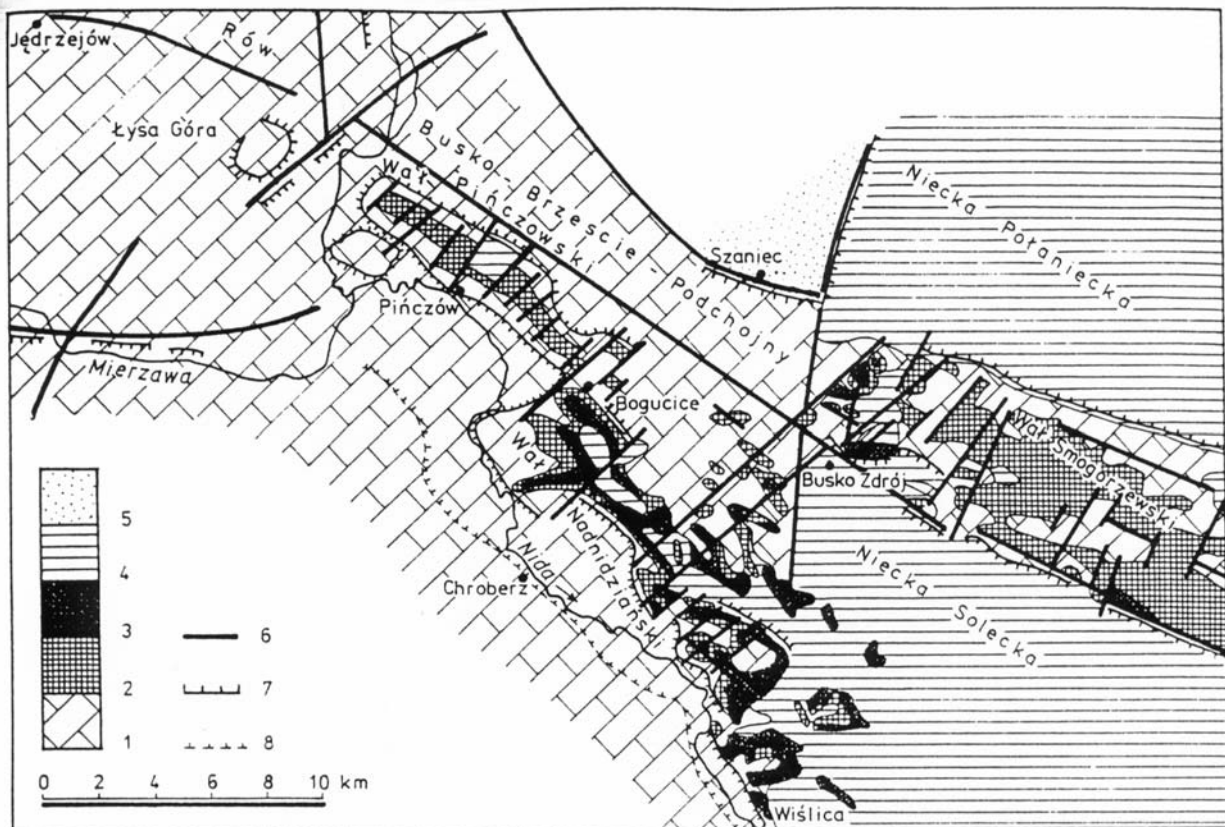 Jędrzejów
Rów
Łysa Góra
Busko - Brzeście - Podchojny
Wał
Pińczowski
Niecka
Połaniecka
Szaniec
Pińczów
Mierzawa
Bogucice
Wał
Nadnidziański
Wał Smogorzewski
Busko Zdrój
Nida
Chroberz
Niecka Solecka
Wiślica
5
4
3
2
1
6
7
8
0 2 4 6 8 10 km